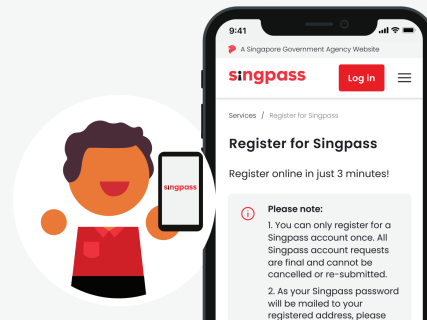 9:41
A Singapore Government Agency Website
singpass
Log in
Services / Register for Singpass
Register for Singpass
Register online in just 3 minutes!
Please note:
1. You can only register for a
Singpass account once. All
Singpass account requests
are final and cannot be
cancelled or re-submitted.
2. As your Singpass password
will be mailed to your
registered address, please
singpass